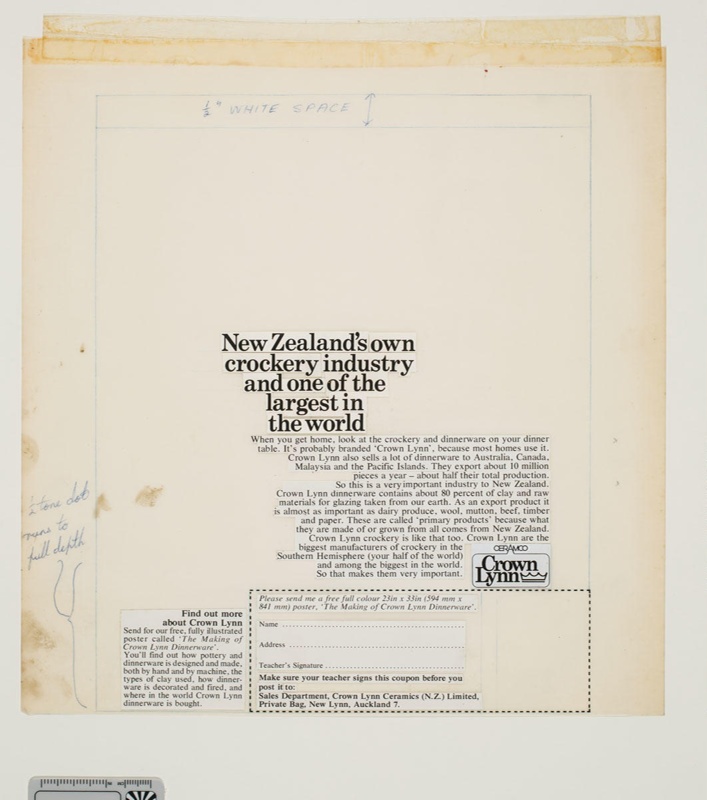 ½" WHITE SPACE
New Zealand's own
crockery industry
and one of the
largest in
the world
When you get home, look at the crockery and dinnerware on your dinner
table. It's probably branded ‘Crown Lynn’, because most homes use it.
Crown Lynn also sells a lot of dinnerware to Australia, Canada,
Malaysia and the Pacific Islands. They export about 10 million
pieces a year – about half their total production.
So this is a very important industry to New Zealand.
Crown Lynn dinnerware contains about 80 percent of clay and raw
materials for glazing taken from our earth. As an export product it
is almost as important as dairy produce, wool, mutton, beef, timber
and paper. These are called ‘primary products’ because what
they are made of or grown from all comes from New Zealand.
Crown Lynn crockery is like that too. Crown Lynn are the
biggest manufacturers of crockery in the
Southern Hemisphere (your half of the world)
and among the biggest in the world.
So that makes them very important.
CERAMCO
Crown
Lynn
tone dot
to
full depth
Find out more
about Crown Lynn
Send for our free, fully illustrated
poster called ‘The Making of
Crown Lynn Dinnerware’.
You'll find out how pottery and
dinnerware is designed and made,
both by hand and by machine, the
types of clay used, how dinner-
ware is decorated and fired, and
where in the world Crown Lynn
dinnerware is bought.
Please send me a free full colour 23in x 33in (594 mm x
841 mm) poster, ‘The Making of Crown Lynn Dinnerware’.
Name
Address
Teacher's Signature
Make sure your teacher signs this coupon before you
post it to:
Sales Department, Crown Lynn Ceramics (N.Z.) Limited,
Private Bag, New Lynn, Auckland 7.